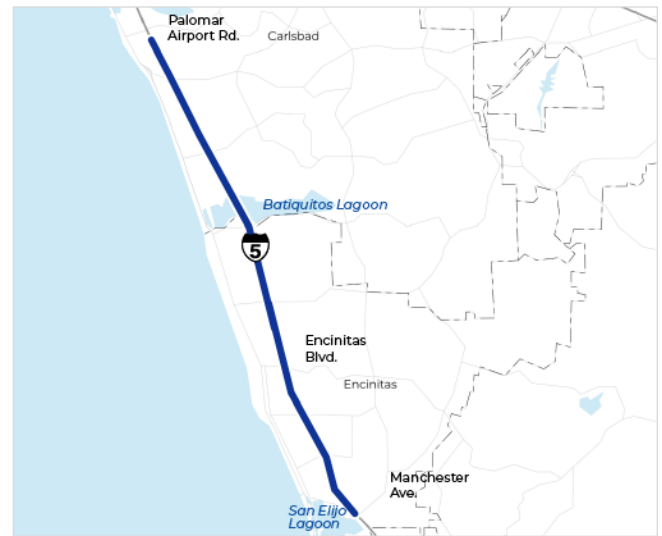 Palomar
Airport Rd.
Carlsbad
Batiquitos Lagoon
5
Encinitas
Blvd.
Encinitas
Manchester
Ave.
San Elijo
Lagoon